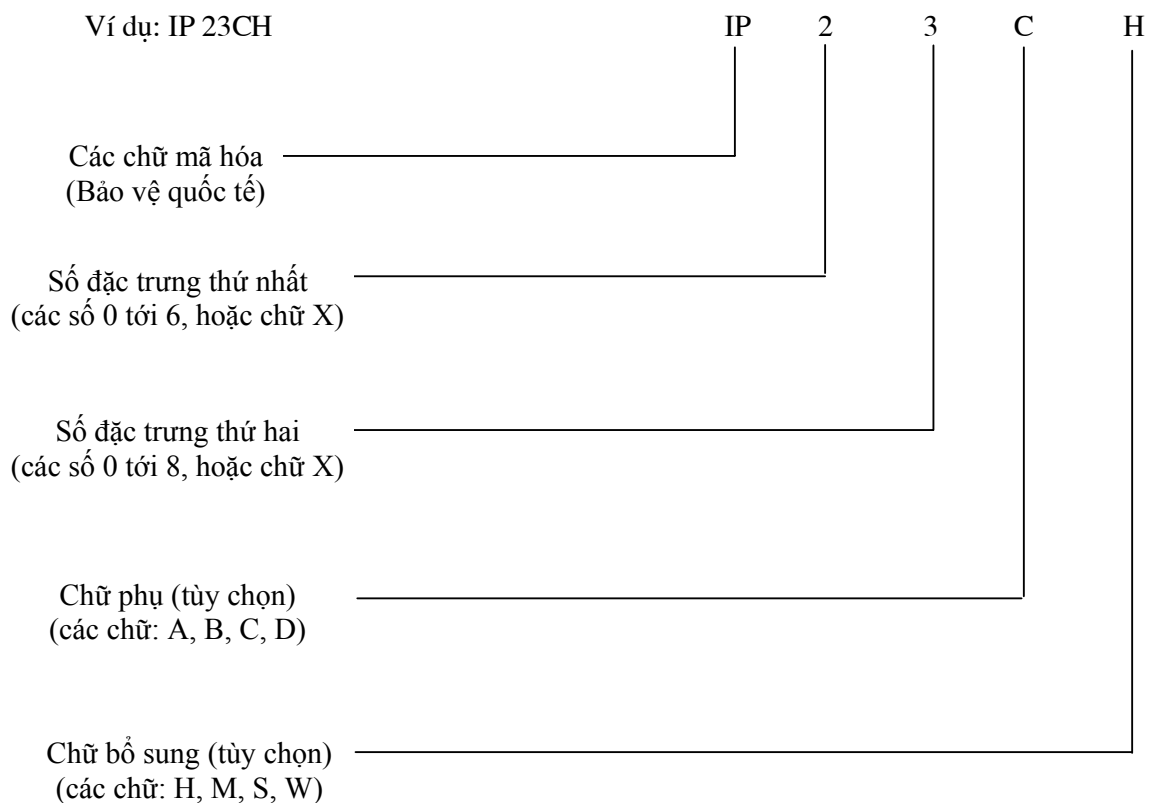 Ví dụ: IP 23CH IP 2 3 C H
Các chữ mã hóa
(Bảo vệ quốc tế)
Số đặc trưng thứ nhất
(các số 0 tới 6, hoặc chữ X)
Số đặc trưng thứ hai
(các số 0 tới 8, hoặc chữ X)
Chữ phụ (tùy chọn)
(các chữ: A, B, C, D)
Chữ bổ sung (tùy chọn)
(các chữ: H, M, S, W)